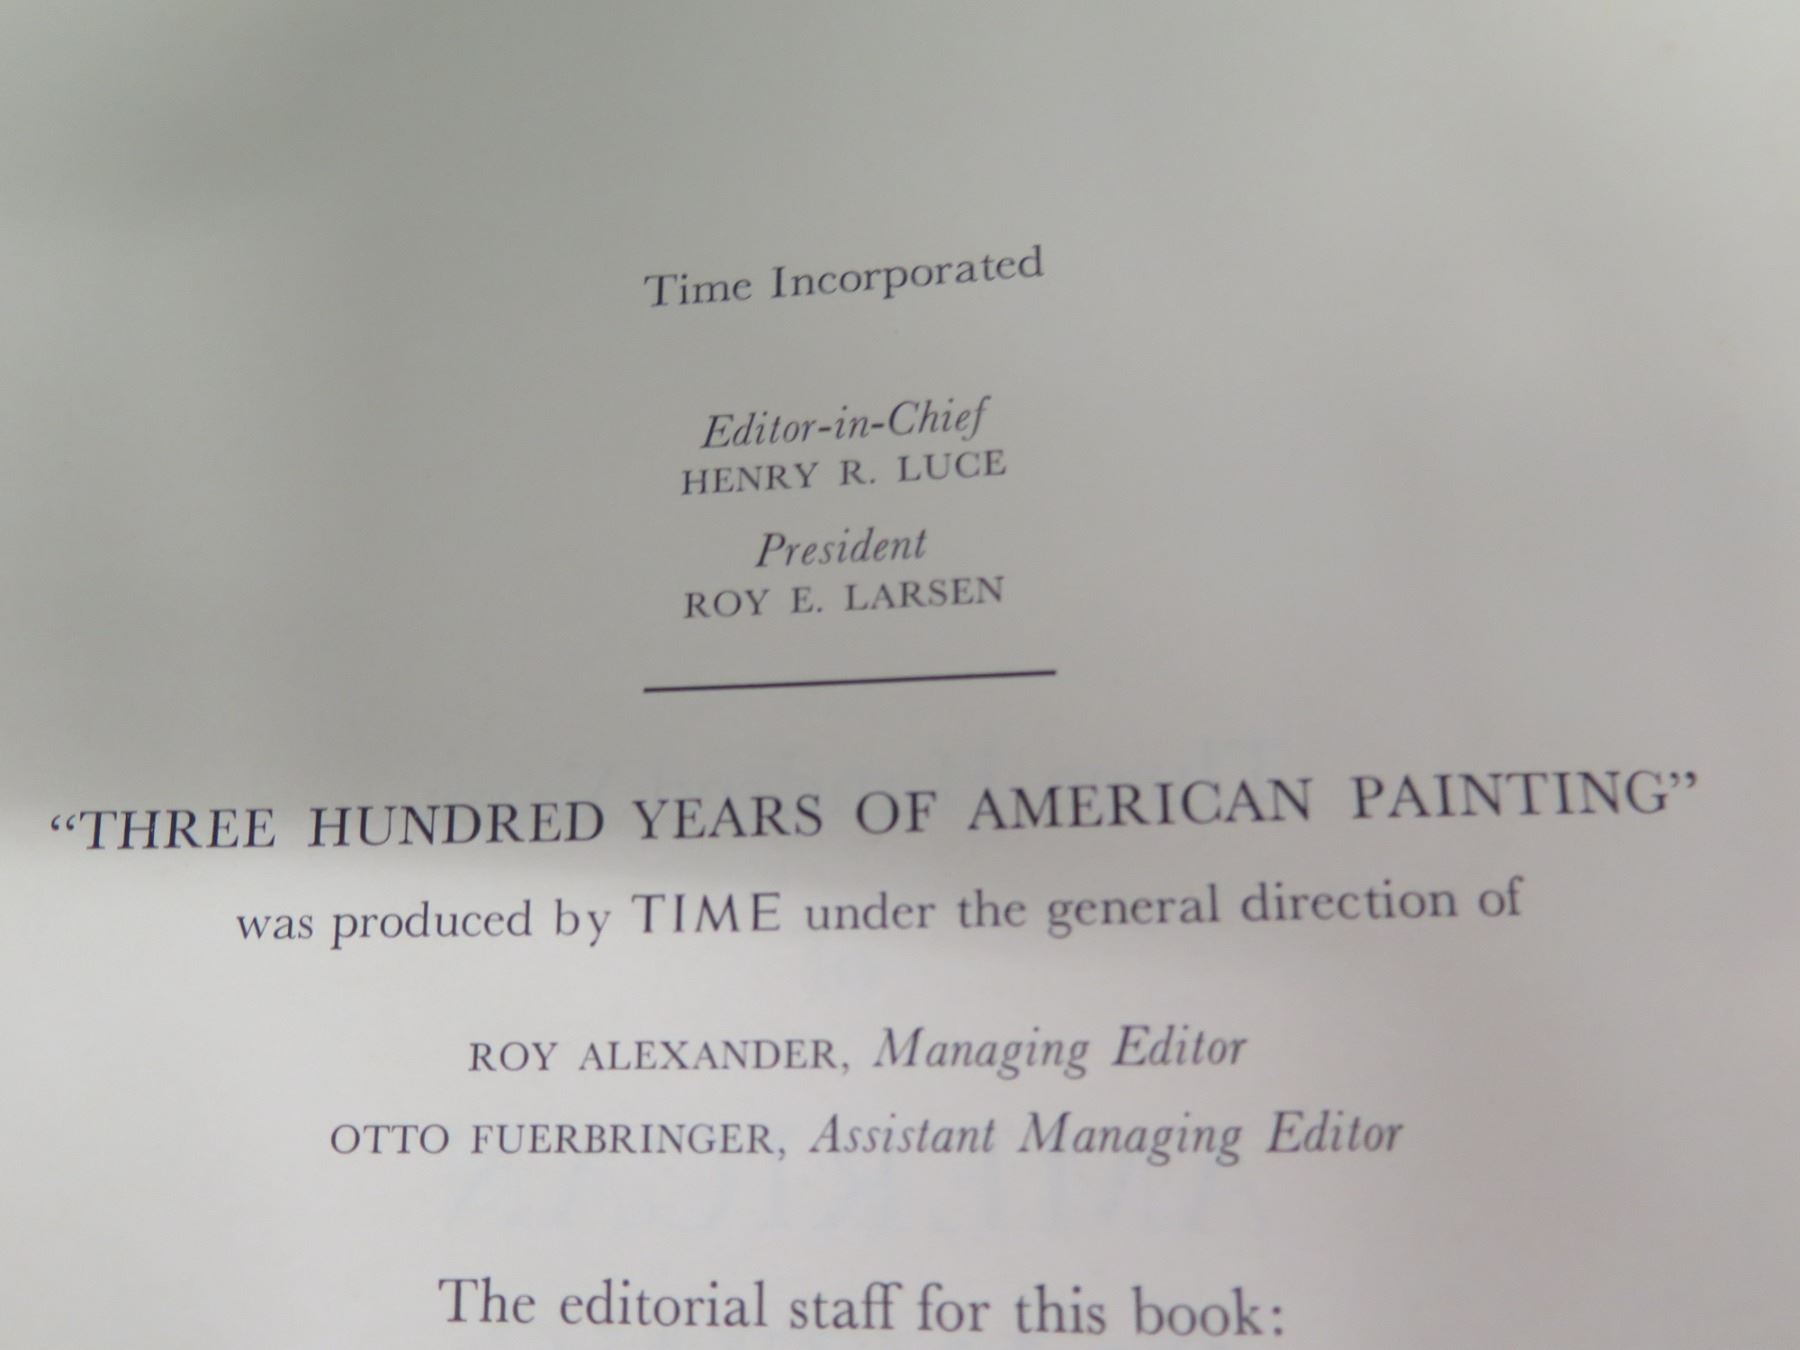 Time Incorporated
Editor-in-Chief
HENRY R. LUCE
President
ROY E. LARSEN
“THREE HUNDRED YEARS OF AMERICAN PAINTING”
was produced by TIME under the general direction of
ROY ALEXANDER, Managing Editor
OTTO FUERBRINGER, Assistant Managing Editor
The editorial staff for this book: